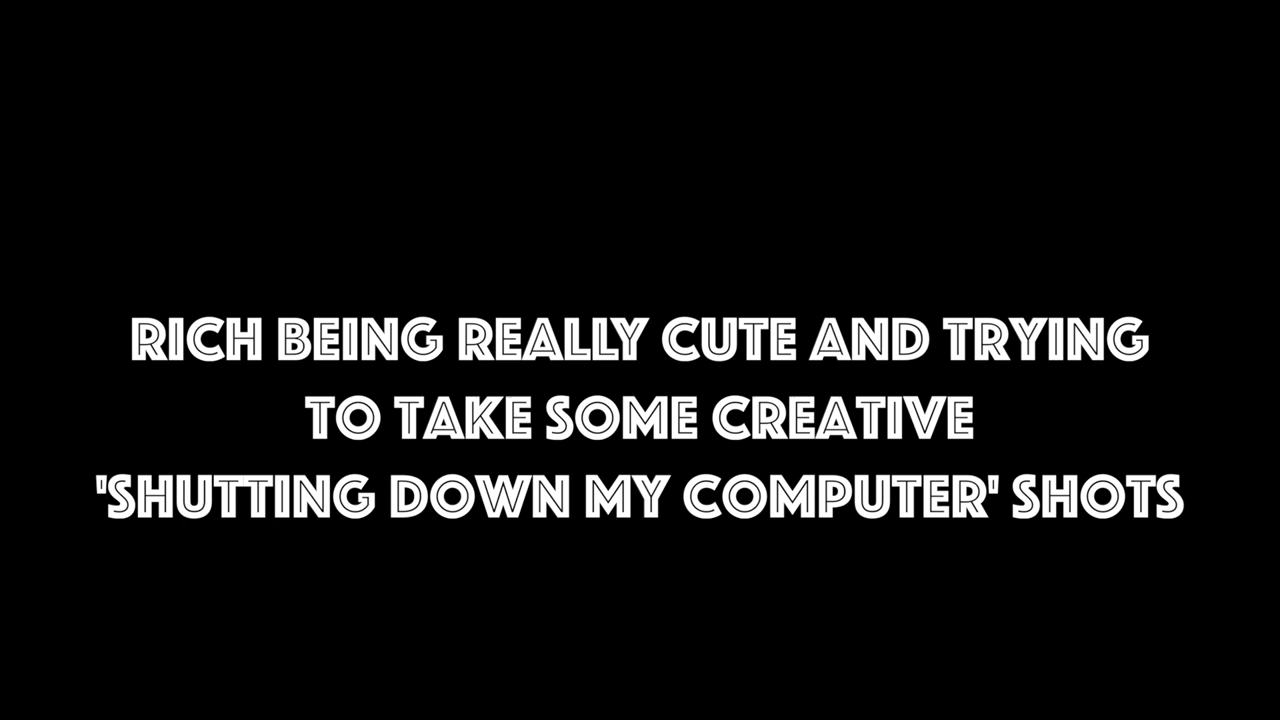 RICH BEING REALLY CUTE AND TRYING
TO TAKE SOME CREATIVE
'SHUTTING DOWN MY COMPUTER' SHOTS